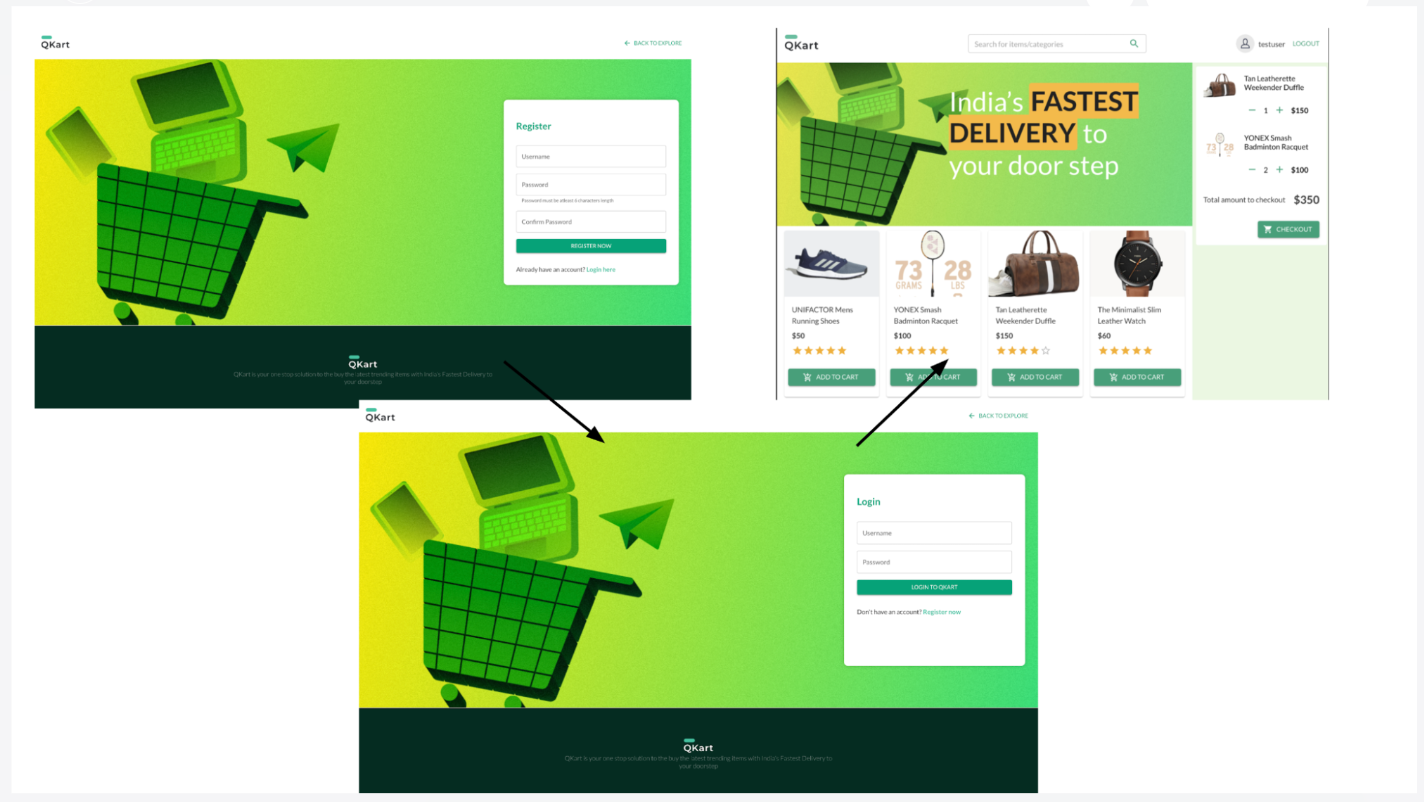 QKart
BACK TO EXPLORE
Register
Username
Password
Password must be atleast 6 characters length
Confirm Password
REGISTER NOW
Already have an account? Login here
QKart
QKart is your one stop solution to the buy the latest trending items with India's Fastest Delivery to
your doorstep
QKart
Search for items/categories
testuser LOGOUT
India's FASTEST
DELIVERY to
your door step
Tan Leatherette
Weekender Duffle
1 $150
73 28
YONEX Smash
Badminton Racquet
2 $100
Total amount to checkout $350
CHECKOUT
73 28
GRAMS LBS
UNIFACTOR Mens
Running Shoes
$50
ADD TO CART
YONEX Smash
Badminton Racquet
$100
ADD TO CART
Tan Leatherette
Weekender Duffle
$150
ADD TO CART
The Minimalist Slim
Leather Watch
$60
ADD TO CART
QKart
BACK TO EXPLORE
Login
Username
Password
LOGIN TO QKART
Don't have an account? Register now
QKart
QKart is your one stop solution to the buy the latest trending items with India's Fastest Delivery to
your doorstep